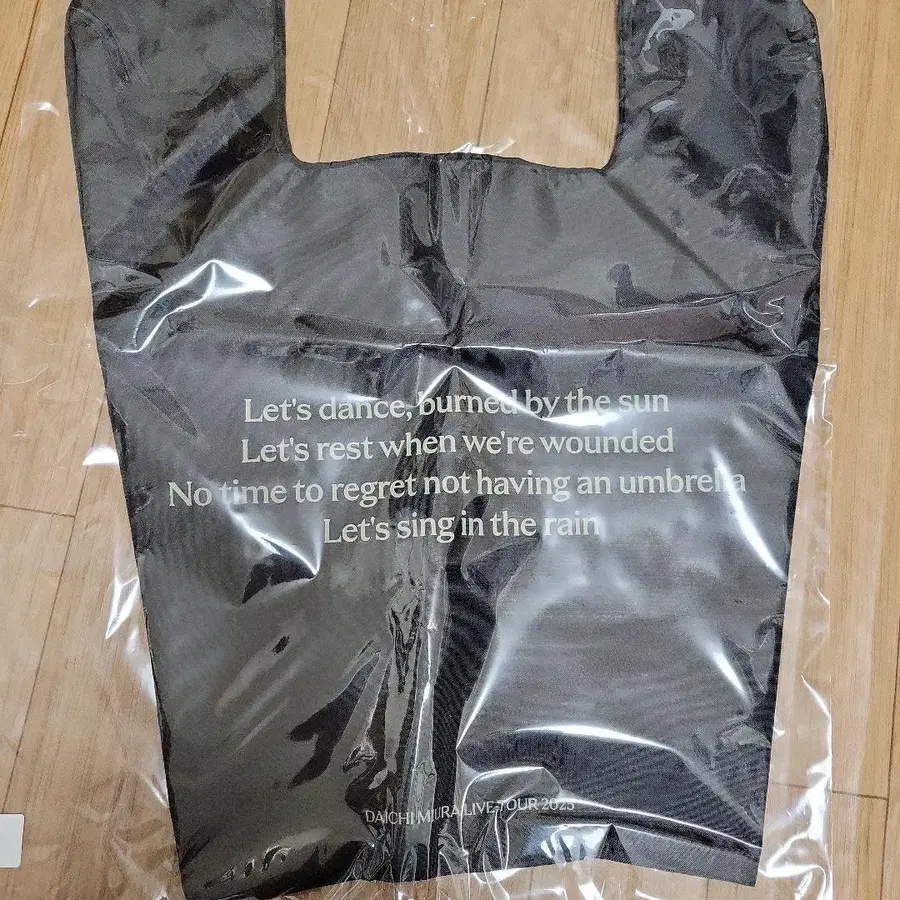 Let's dance, burned by the sun
Let's rest when we're wounded
No time to regret not having an umbrella
Let's sing in the rain
DAICHI MIURA LIVE TOUR 2025